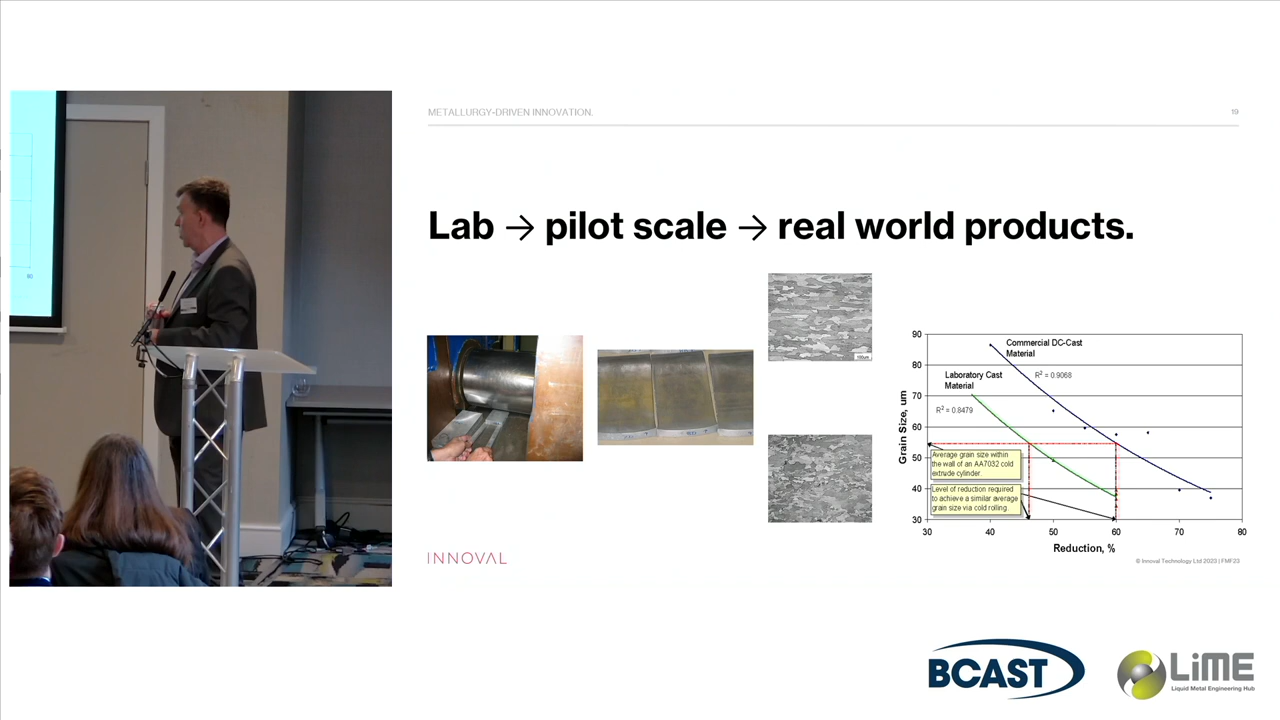 METALLURGY-DRIVEN INNOVATION.
19
Lab → pilot scale → real world products.
100µm
90
80
70
60
50
40
30
Grain Size, um
Commercial DC-Cast
Material
R² = 0.9068
Laboratory Cast
Material
R² = 0.8479
Average grain size within
the wall of an AA7032 cold
extrude cylinder.
Level of reduction required
to achieve a similar average
grain size via cold rolling.
30 40 50 60 70 80
Reduction, %
INNOVAL
© Innoval Technology Ltd 2023 | FMF23
BCAST
LiME
Liquid Metal Engineering Hub